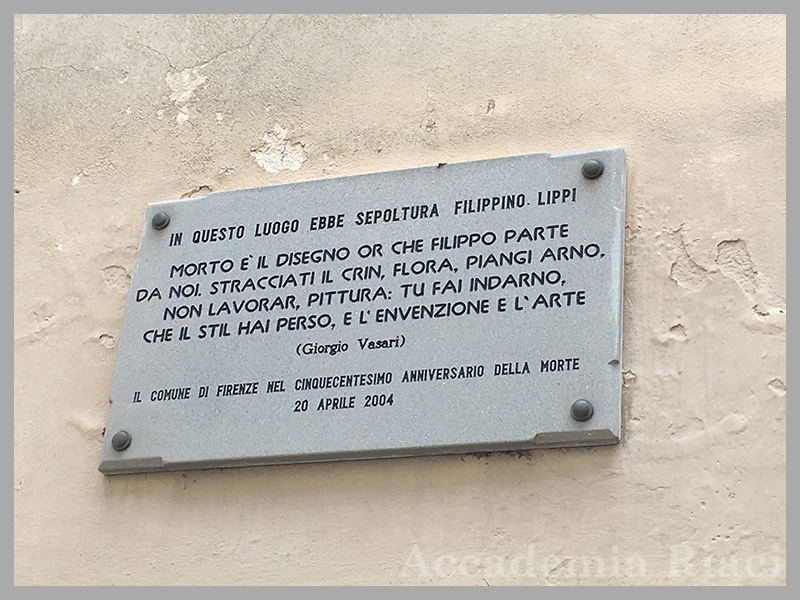 IN QUESTO LUOGO EBBE SEPOLTURA FILIPPINO. LIPPI
MORTO E` IL DISEGNO OR CHE FILIPPO PARTE
DA NOI. STRACCIATI IL CRIN, FLORA, PIANGI ARNO.
NON LAVORAR, PITTURA: TU FAI INDARNO,
CHE IL STIL HAI PERSO, E L'ENVENZIONE E L`ARTE
(Giorgio Vasari)
IL COMUNE DI FIRENZE NEL CINQUECENTESIMO ANNIVERSARIO DELLA MORTE
20 APRILE 2004
Accademia Riaci